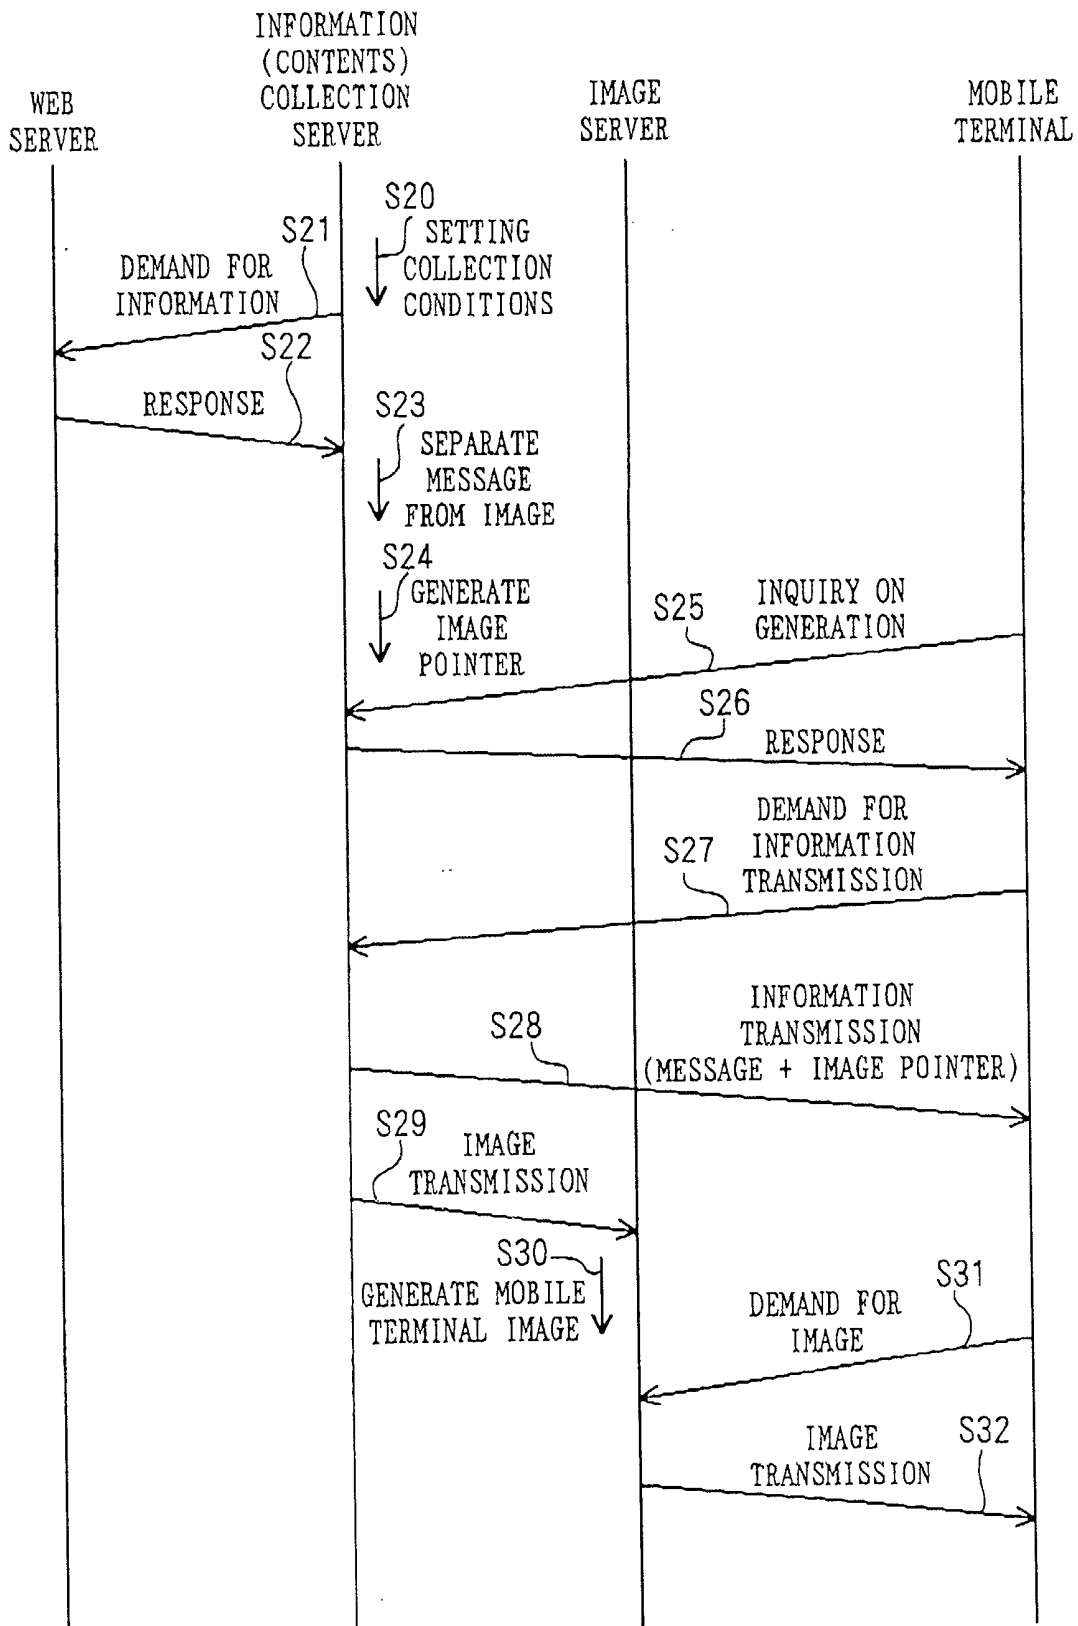 INFORMATION
(CONTENTS)
COLLECTION
SERVER
WEB
SERVER
IMAGE
SERVER
MOBILE
TERMINAL
S20
SETTING
COLLECTION
CONDITIONS
S21
DEMAND FOR
INFORMATION
S22
RESPONSE
S23
SEPARATE
MESSAGE
FROM IMAGE
S24
GENERATE
IMAGE
POINTER
S25
INQUIRY ON
GENERATION
S26
RESPONSE
S27
DEMAND FOR
INFORMATION
TRANSMISSION
S28
INFORMATION
TRANSMISSION
(MESSAGE + IMAGE POINTER)
S29
IMAGE
TRANSMISSION
S30
GENERATE MOBILE
TERMINAL IMAGE
S31
DEMAND FOR
IMAGE
S32
IMAGE
TRANSMISSION